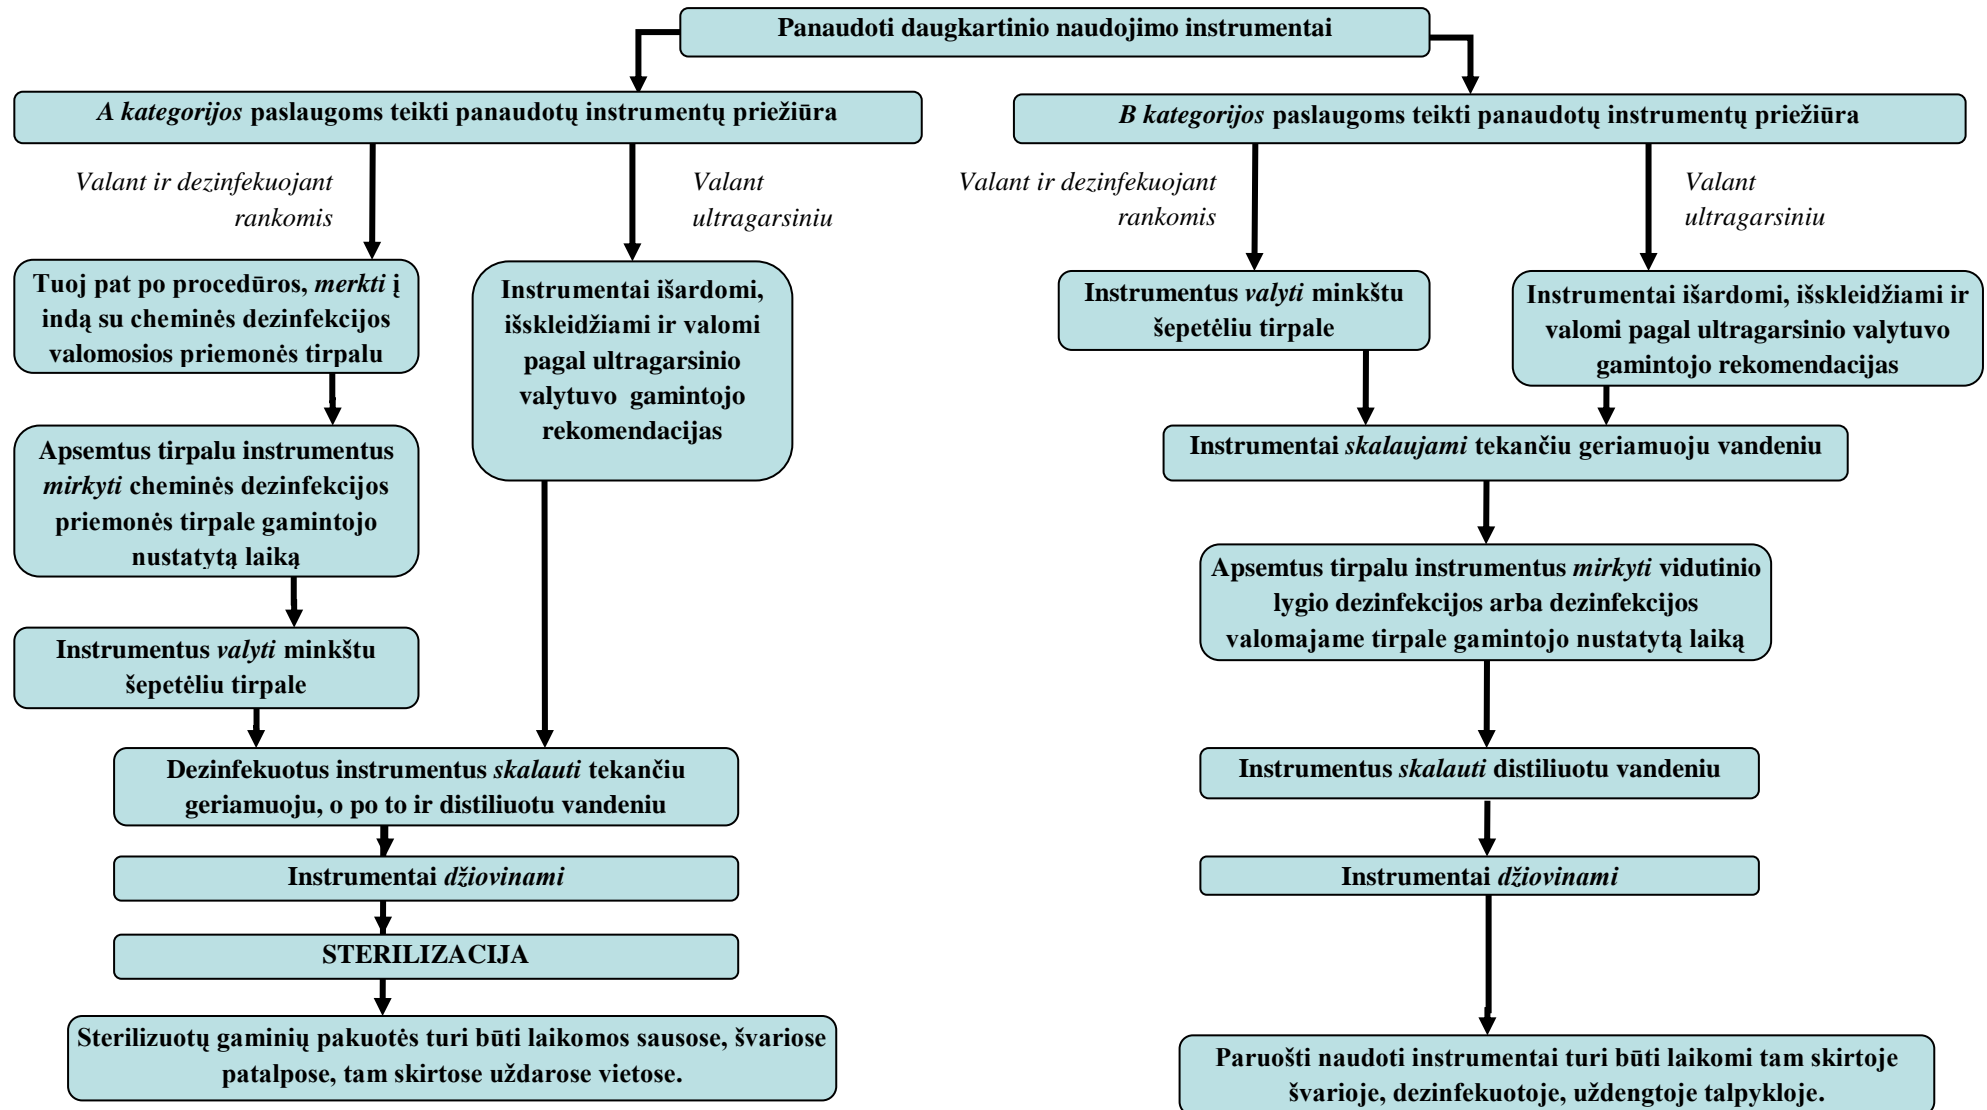 Panaudoti daugkartinio naudojimo instrumentai
A kategorijos paslaugoms teikti panaudotų instrumentų priežiūra
Valant ir dezinfekuojant
rankomis
Valant
ultragarsiniu
Tuoj pat po procedūros, merkti į
indą su cheminės dezinfekcijos
valomosios priemonės tirpalu
Apsemtus tirpalu instrumentus
mirkyti cheminės dezinfekcijos
priemonės tirpale gamintojo
nustatytą laiką
Instrumentus valyti minkštu
šepetėliu tirpale
Instrumentai išardomi,
išskleidžiami ir valomi
pagal ultragarsinio
valytuvo gamintojo
rekomendacijas
Dezinfekuotus instrumentus skalauti tekančiu
geriamuoju, o po to ir distiliuotu vandeniu
Instrumentai džiovinami
STERILIZACIJA
Sterilizuotų gaminių pakuotės turi būti laikomos sausose, švariose
patalpose, tam skirtose uždarose vietose.
B kategorijos paslaugoms teikti panaudotų instrumentų priežiūra
Valant ir dezinfekuojant
rankomis
Valant
ultragarsiniu
Instrumentus valyti minkštu
šepetėliu tirpale
Instrumentai išardomi, išskleidžiami ir
valomi pagal ultragarsinio valytuvo
gamintojo rekomendacijas
Instrumentai skalaujami tekančiu geriamuoju vandeniu
Apsemtus tirpalu instrumentus mirkyti vidutinio
lygio dezinfekcijos arba dezinfekcijos
valomajame tirpale gamintojo nustatytą laiką
Instrumentus skalauti distiliuotu vandeniu
Instrumentai džiovinami
Paruošti naudoti instrumentai turi būti laikomi tam skirtoje
švarioje, dezinfekuotoje, uždengtoje talpykloje.